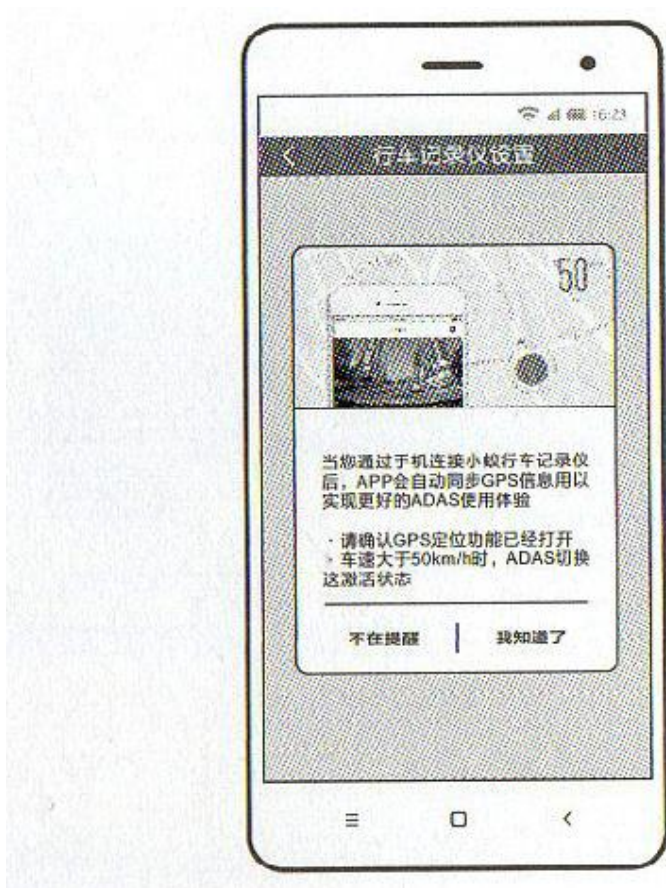 16:23
行车记录仪设置
50
当您通过于机连接小蚁行车记录仪
后，APP会自动同步GPS信息用以
实现更好的ADAS使用体验
· 请确认GPS定位功能已经打开
· 车速大于50km/h时，ADAS切换
这激活状态
不在提醒
我知道了